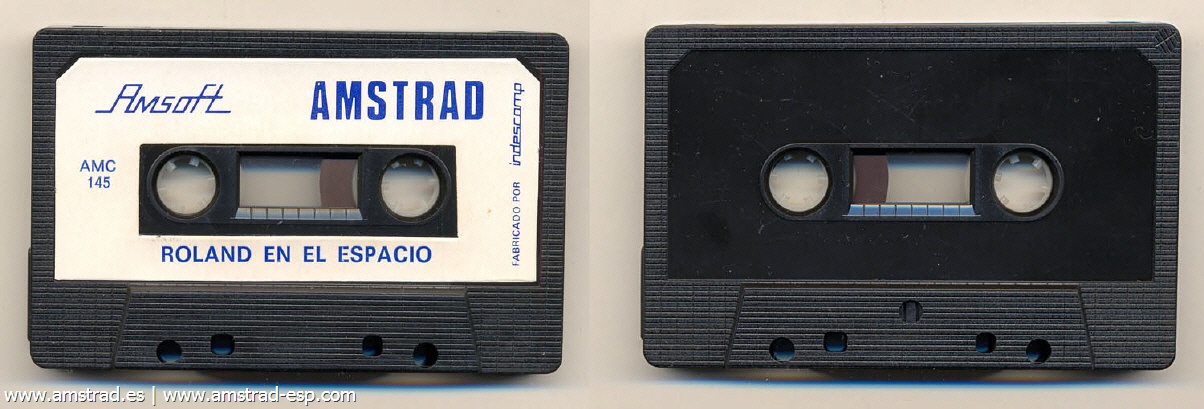 Amsoft
AMSTRAD
AMC
145
FABRICADO POR indescomp
ROLAND EN EL ESPACIO
www.amstrad.es | www.amstrad-esp.com